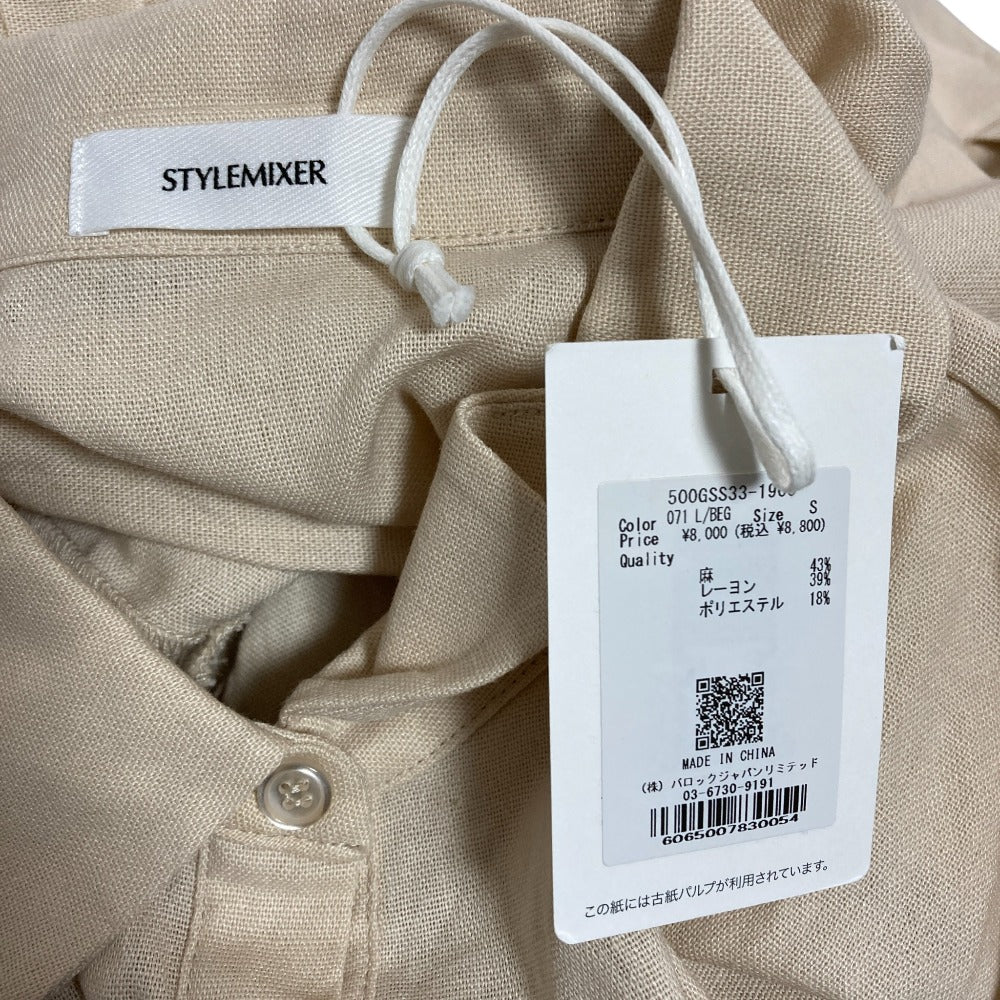 STYLEMIXER
Color 071 L/BEG Size S
Price ¥8,000 (税込 ¥8,800)
Quality
麻 43%
レーヨン 39%
ポリエステル 18%
MADE IN CHINA
(株) バロックジャパンリミテッド
03-6730-9191
6065007830054
この紙には古紙パルプが利用されています。